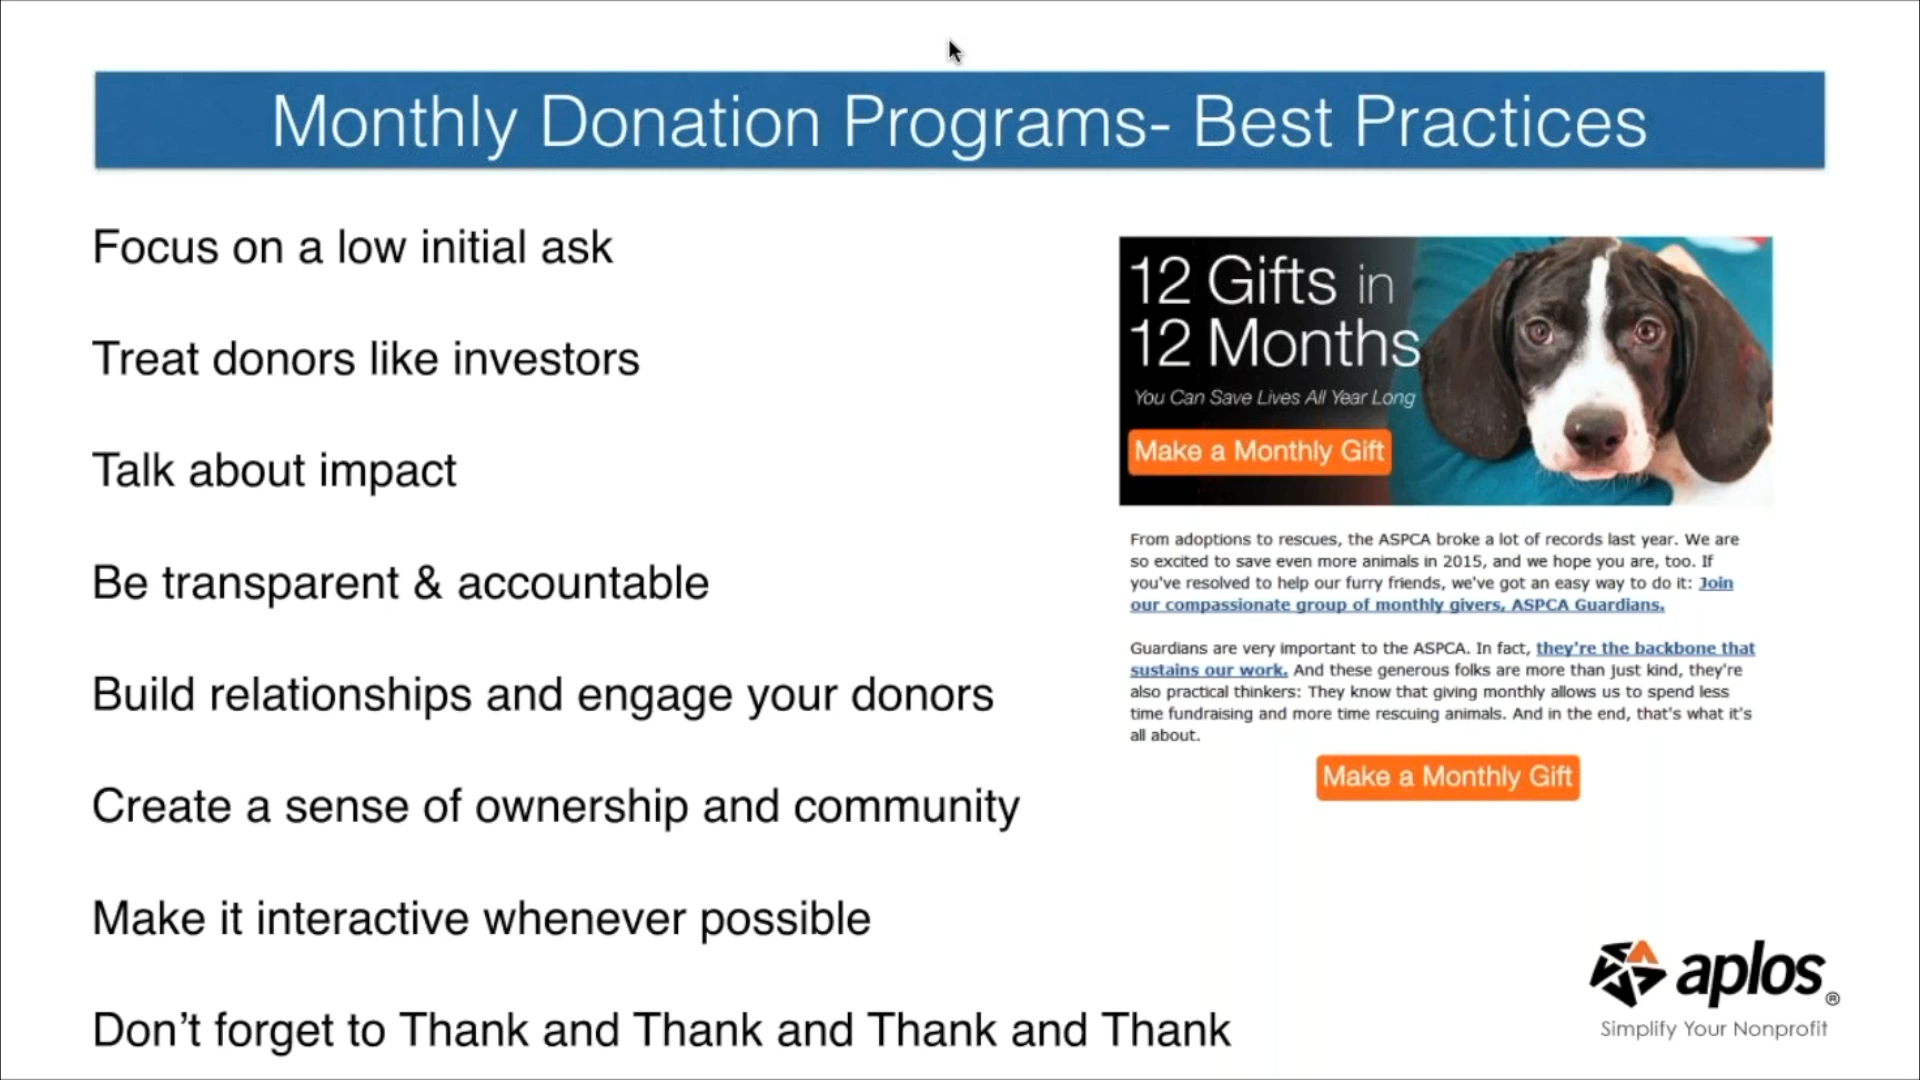 Monthly Donation Programs- Best Practices
Focus on a low initial ask
Treat donors like investors
Talk about impact
Be transparent & accountable
Build relationships and engage your donors
Create a sense of ownership and community
Make it interactive whenever possible
Don’t forget to Thank and Thank and Thank and Thank
12 Gifts in
12 Months
You Can Save Lives All Year Long
Make a Monthly Gift
From adoptions to rescues, the ASPCA broke a lot of records last year. We are
so excited to save even more animals in 2015, and we hope you are, too. If
you've resolved to help our furry friends, we've got an easy way to do it: Join
our compassionate group of monthly givers, ASPCA Guardians.
Guardians are very important to the ASPCA. In fact, they're the backbone that
sustains our work. And these generous folks are more than just kind, they're
also practical thinkers: They know that giving monthly allows us to spend less
time fundraising and more time rescuing animals. And in the end, that's what it's
all about.
Make a Monthly Gift
aplos®
Simplify Your Nonprofit